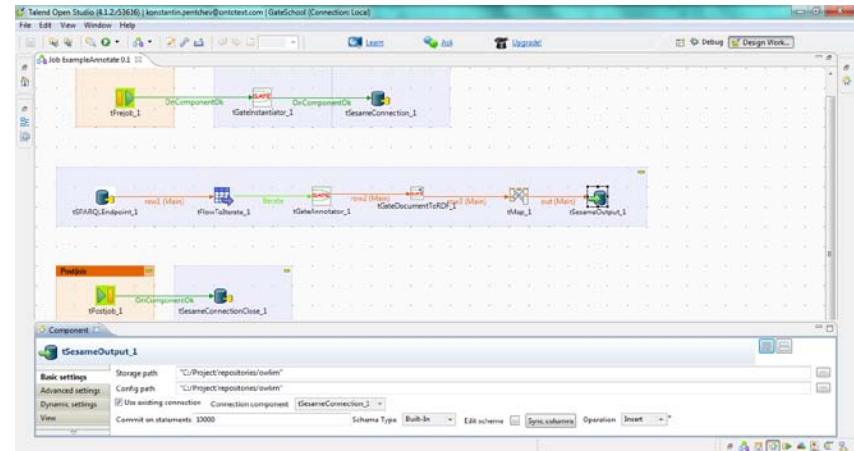 Talend Open Studio (4.1.2.r53616) | konstantin.pentchev@ontotext.com | GateSchool (Connection: Local)
File Edit View Window Help
Learn Ask Upgrade! Debug Design Work...
Job ExampleAnnotate 0.1
OnComponentOk OnComponentOk
tPrejob_1 tGateInstantiator_1 tSesameConnection_1
row1 (Main) Iterate row2 (Main) row3 (Main) out (Main)
tSPARQLEndpoint_1 tFlowToIterate_1 tGateAnnotator_1 tGateDocumentToRDF_1 tMap_1 tSesameOutput_1
Postjob
OnComponentOk
tPostjob_1 tSesameConnectionClose_1
Component
tSesameOutput_1
Basic settings Storage path "C:/Project/repositories/owlim"
Advanced settings Config path "C:/Project/repositories/owlim"
Dynamic settings Use existing connection Connection component tSesameConnection_1
View Commit on statements 10000 Schema Type Built-In Edit schema Sync columns Operation Insert *